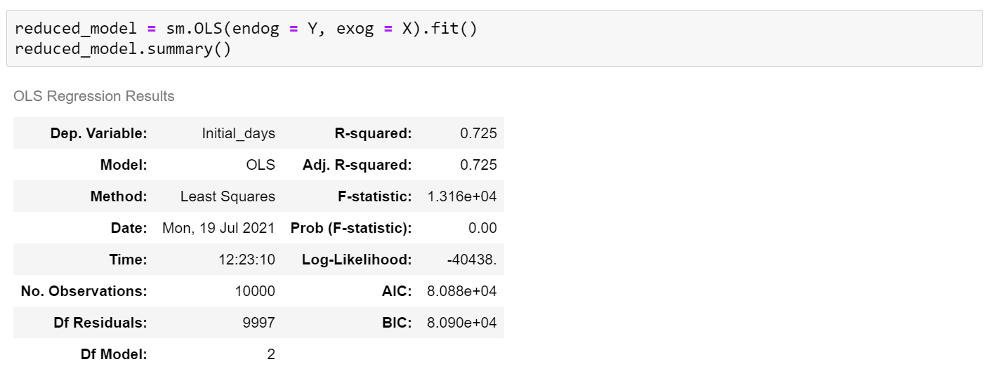 reduced_model = sm.OLS(endog = Y, exog = X).fit()
reduced_model.summary()
OLS Regression Results
Dep. Variable: Initial_days R-squared: 0.725
Model: OLS Adj. R-squared: 0.725
Method: Least Squares F-statistic: 1.316e+04
Date: Mon, 19 Jul 2021 Prob (F-statistic): 0.00
Time: 12:23:10 Log-Likelihood: -40438.
No. Observations: 10000 AIC: 8.088e+04
Df Residuals: 9997 BIC: 8.090e+04
Df Model: 2